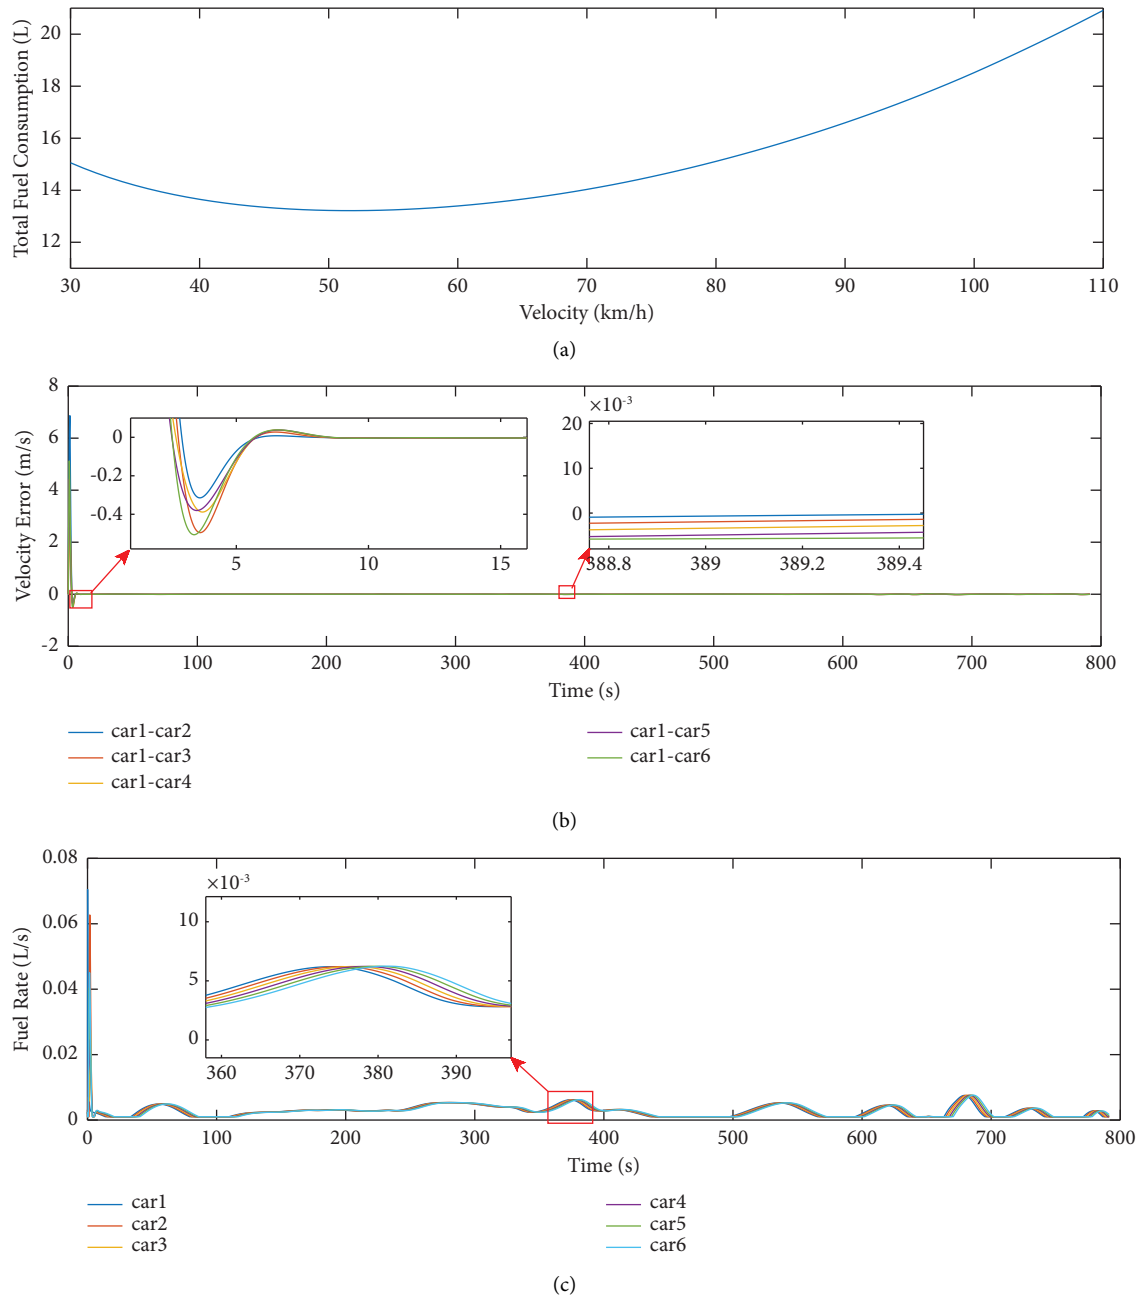 20
18
16
14
12
Total Fuel Consumption (L)
30 40 50 60 70 80 90 100 110
Velocity (km/h)
(a)
8
6
4
2
0
-2
Velocity Error (m/s)
0
-0.2
-0.4
5 10 15
×10-3
20
10
0
388.8 389 389.2 389.4
0 100 200 300 400 500 600 700 800
Time (s)
car1-car2
car1-car3
car1-car4
car1-car5
car1-car6
(b)
0.08
0.06
0.04
0.02
0
Fuel Rate (L/s)
×10-3
10
5
0
360 370 380 390
0 100 200 300 400 500 600 700 800
Time (s)
car1
car2
car3
car4
car5
car6
(c)